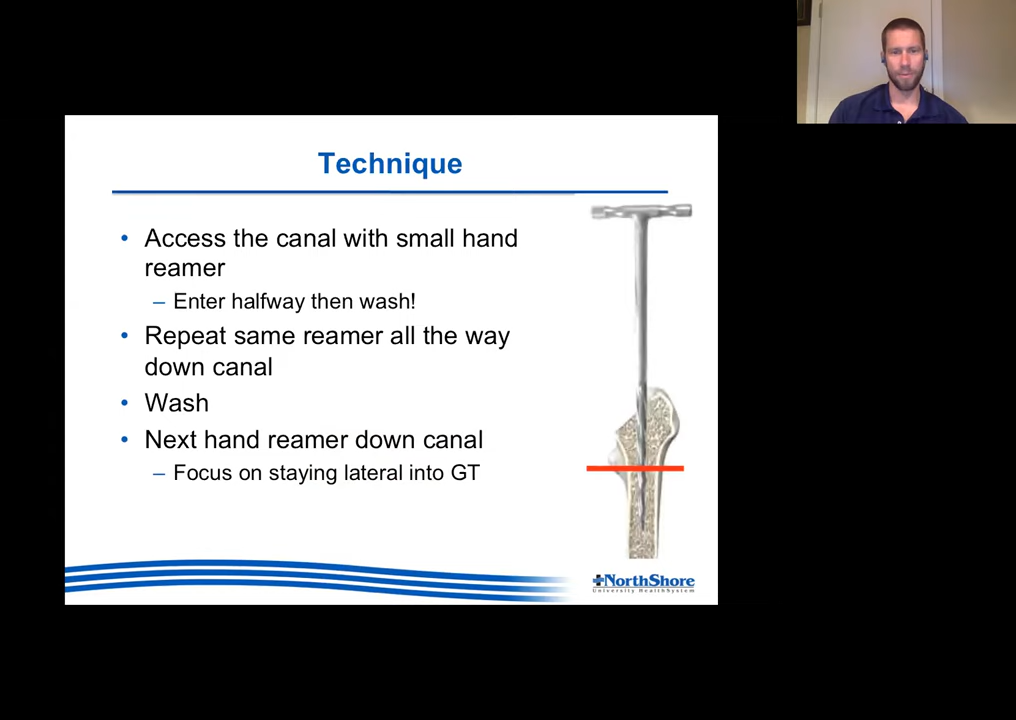 Technique
• Access the canal with small hand
reamer
– Enter halfway then wash!
• Repeat same reamer all the way
down canal
• Wash
• Next hand reamer down canal
– Focus on staying lateral into GT
NorthShore
University HealthSystem